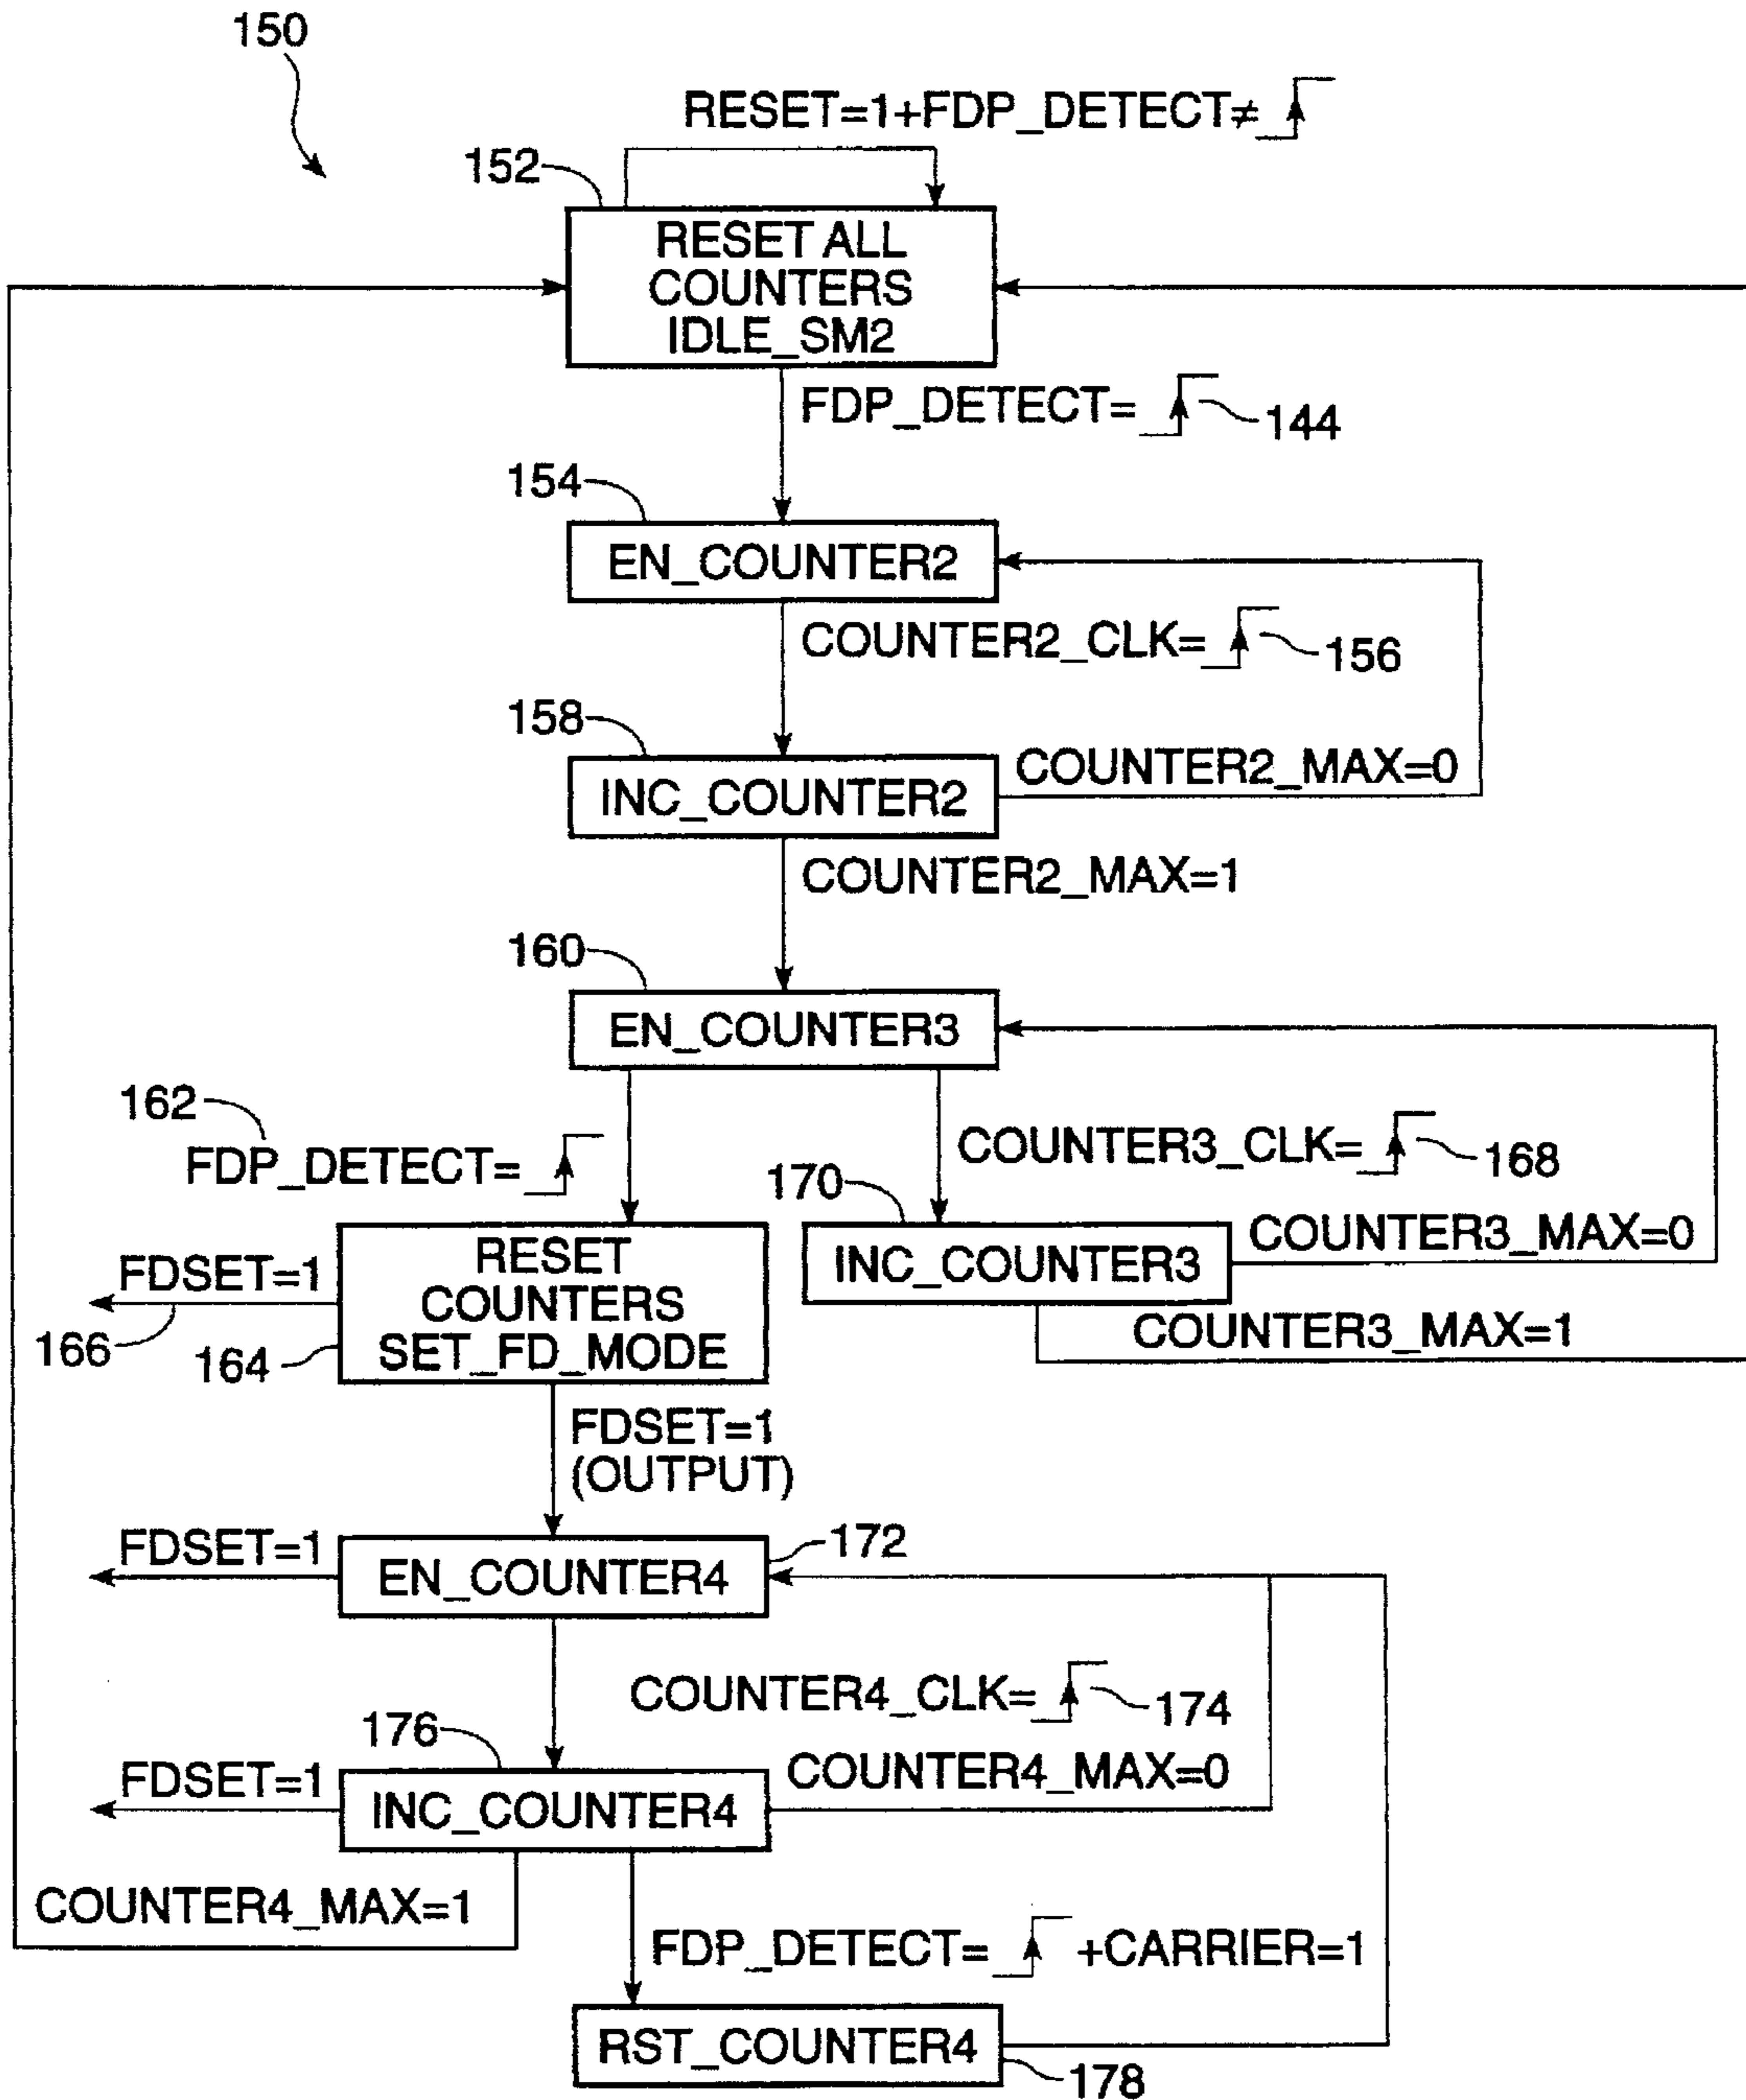 150
RESET=1+FDP_DETECT≠
152
RESET ALL
COUNTERS
IDLE_SM2
FDP_DETECT=
144
154
EN_COUNTER2
COUNTER2_CLK=
156
158
INC_COUNTER2
COUNTER2_MAX=0
COUNTER2_MAX=1
160
EN_COUNTER3
162
FDP_DETECT=
COUNTER3_CLK=
168
170
INC_COUNTER3
COUNTER3_MAX=0
COUNTER3_MAX=1
FDSET=1
166
164
RESET
COUNTERS
SET_FD_MODE
FDSET=1
(OUTPUT)
FDSET=1
EN_COUNTER4
172
COUNTER4_CLK=
174
176
FDSET=1
INC_COUNTER4
COUNTER4_MAX=0
COUNTER4_MAX=1
FDP_DETECT= +CARRIER=1
RST_COUNTER4
178